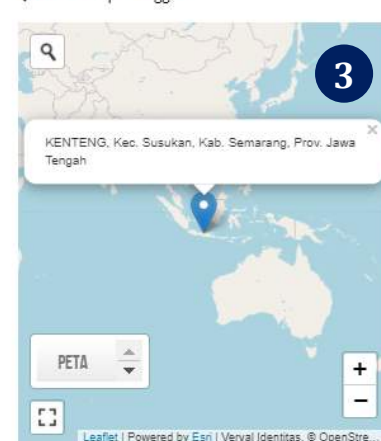 3
×
KENTENG, Kec. Susukan, Kab. Semarang, Prov. Jawa
Tengah
PETA
+
−
Leaflet | Powered by Esri | Verval Identitas, © OpenStre...